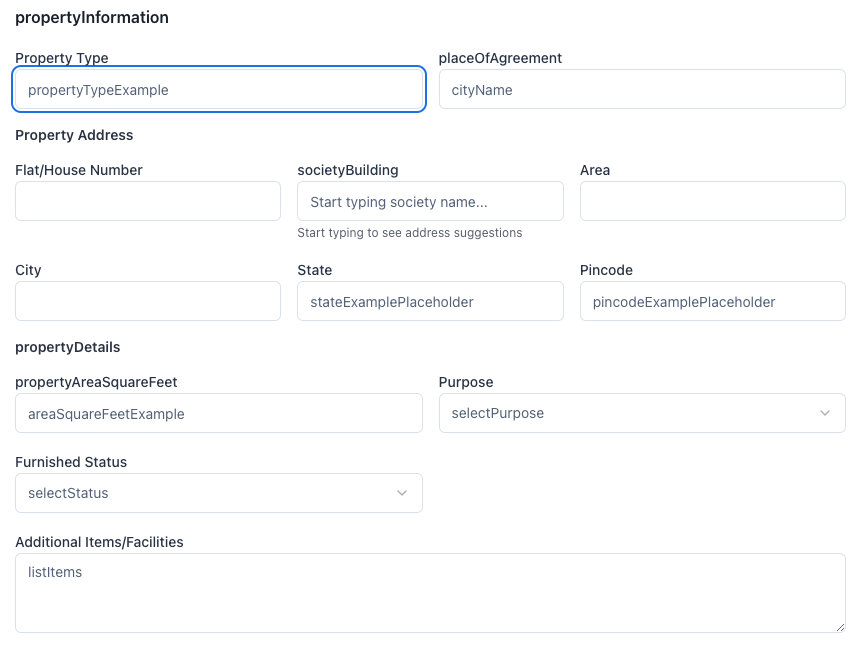 propertyInformation
Property Type
placeOfAgreement
propertyTypeExample
cityName
Property Address
Flat/House Number
societyBuilding
Area
Start typing society name...
Start typing to see address suggestions
City
State
Pincode
stateExamplePlaceholder
pincodeExamplePlaceholder
propertyDetails
propertyAreaSquareFeet
Purpose
areaSquareFeetExample
selectPurpose
Furnished Status
selectStatus
Additional Items/Facilities
listItems